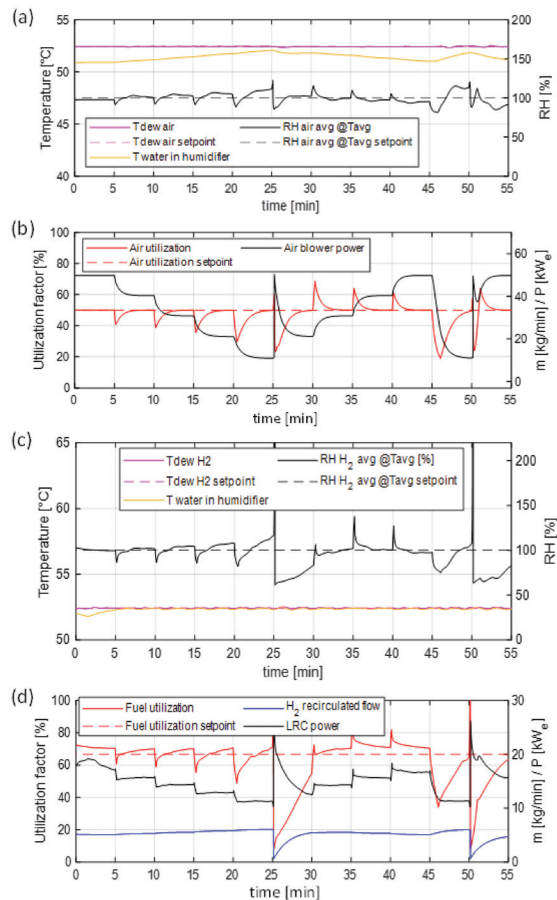 (a)
55
200
52
150
48
100
45
50
40
0
Temperature [°C]
RH [%]
T dew air
RH air avg @Tavg
T dew air setpoint
RH air avg @Tavg setpoint
T water in humidifier
0 5 10 15 20 25 30 35 40 45 50 55
time [min]
(b)
100
80
60
40
20
0
50
40
30
20
10
0
Utilization factor [%]
m [kg/min] / P [kWe]
Air utilization
Air blower power
Air utilization setpoint
0 5 10 15 20 25 30 35 40 45 50 55
time [min]
(c)
65
60
55
50
200
150
100
50
0
Temperature [°C]
RH [%]
Tdew H2
RH H2 avg @Tavg [%]
Tdew H2 setpoint
RH H2 avg @Tavg setpoint
T water in humidifier
0 5 10 15 20 25 30 35 40 45 50 55
time [min]
(d)
100
80
60
40
20
0
30
20
10
0
Utilization factor [%]
m [kg/min] / P [kWe]
Fuel utilization
H2 recirculated flow
Fuel utilization setpoint
LRC power
0 5 10 15 20 25 30 35 40 45 50 55
time [min]